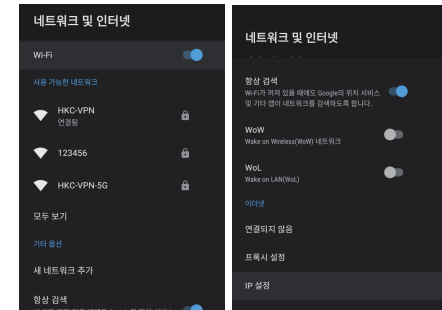 네트워크 및 인터넷
Wi-Fi
사용 가능한 네트워크
HKC-VPN
연결됨
123456
HKC-VPN-5G
모두 보기
기타 옵션
새 네트워크 추가
항상 검색
네트워크 및 인터넷
항상 검색
Wi-Fi가 꺼져 있을 때에도 Google의 위치 서비스
및 기타 앱이 네트워크를 검색하도록 합니다.
WoW
Wake on Wireless(WoW) 네트워크
WoL
Wake on LAN(WoL)
이더넷
연결되지 않음
프록시 설정
IP 설정